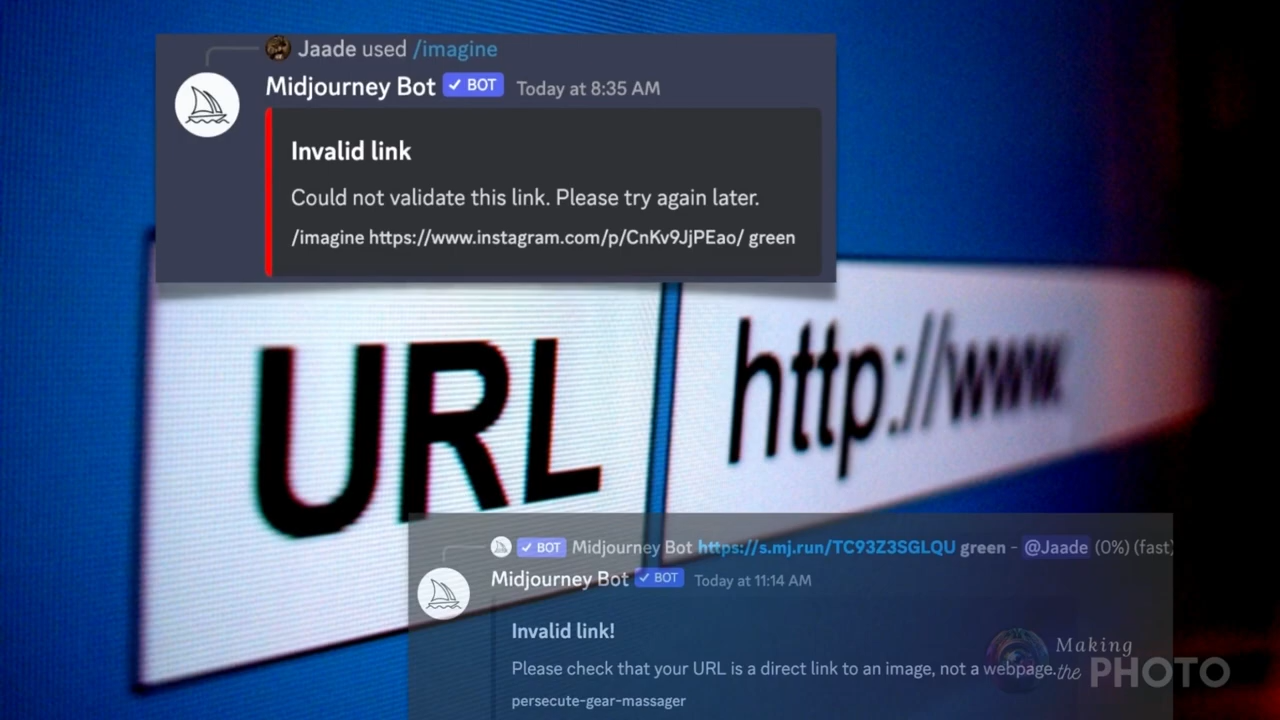 Jaade used /imagine
Midjourney Bot ✓ BOT Today at 8:35 AM
Invalid link
Could not validate this link. Please try again later.
/imagine https://www.instagram.com/p/CnKv9JjPEao/ green
URL http://www.
✓ BOT Midjourney Bot https://s.mj.run/TC93Z3SGLQU green - @Jaade (0%) (fast)
Midjourney Bot ✓ BOT Today at 11:14 AM
Invalid link!
Please check that your URL is a direct link to an image, not a webpage.
persecute-gear-massager
Making
the PHOTO